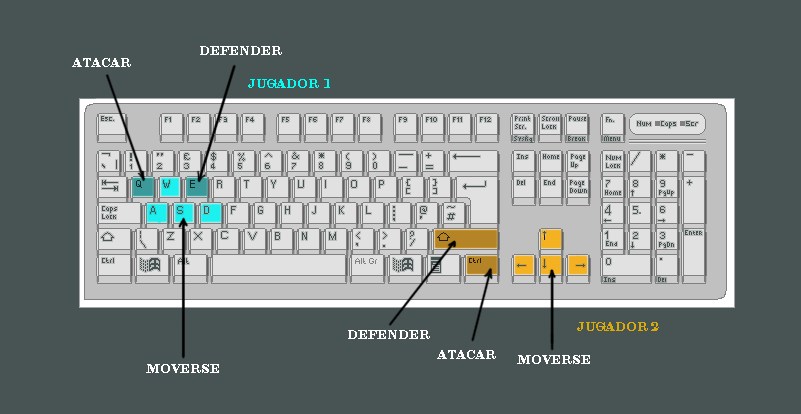 DEFENDER
ATACAR
JUGADOR 1
Esc. F1 F2 F3 F4 F5 F6 F7 F8 F9 F10 F11 F12 Print Scr. SysRq Scroll Lock Pause Break Fn. Menu Num Caps Scr
¬ ¦ ! 1 " 2 £ 3 $ 4 % 5 ^ 6 & 7 * 8 ( 9 ) 0 — + = ← Ins Home Page Up Num Lock / * -
Q W E R T Y U I O P { [ } ] Del End Page Down 7 Home 8 ↑ 9 PgUp +
Caps Lock A S D F G H J K L : ; @ ' ~ # 4 ← 5. 6 →
| \ Z X C V B N M < , > . ? / ↑ 1 End 2 ↓ 3 PgDn Enter
Ctrl Alt Alt Gr Ctrl ← ↓ → 0 Ins . Del
DEFENDER
JUGADOR 2
ATACAR
MOVERSE
MOVERSE